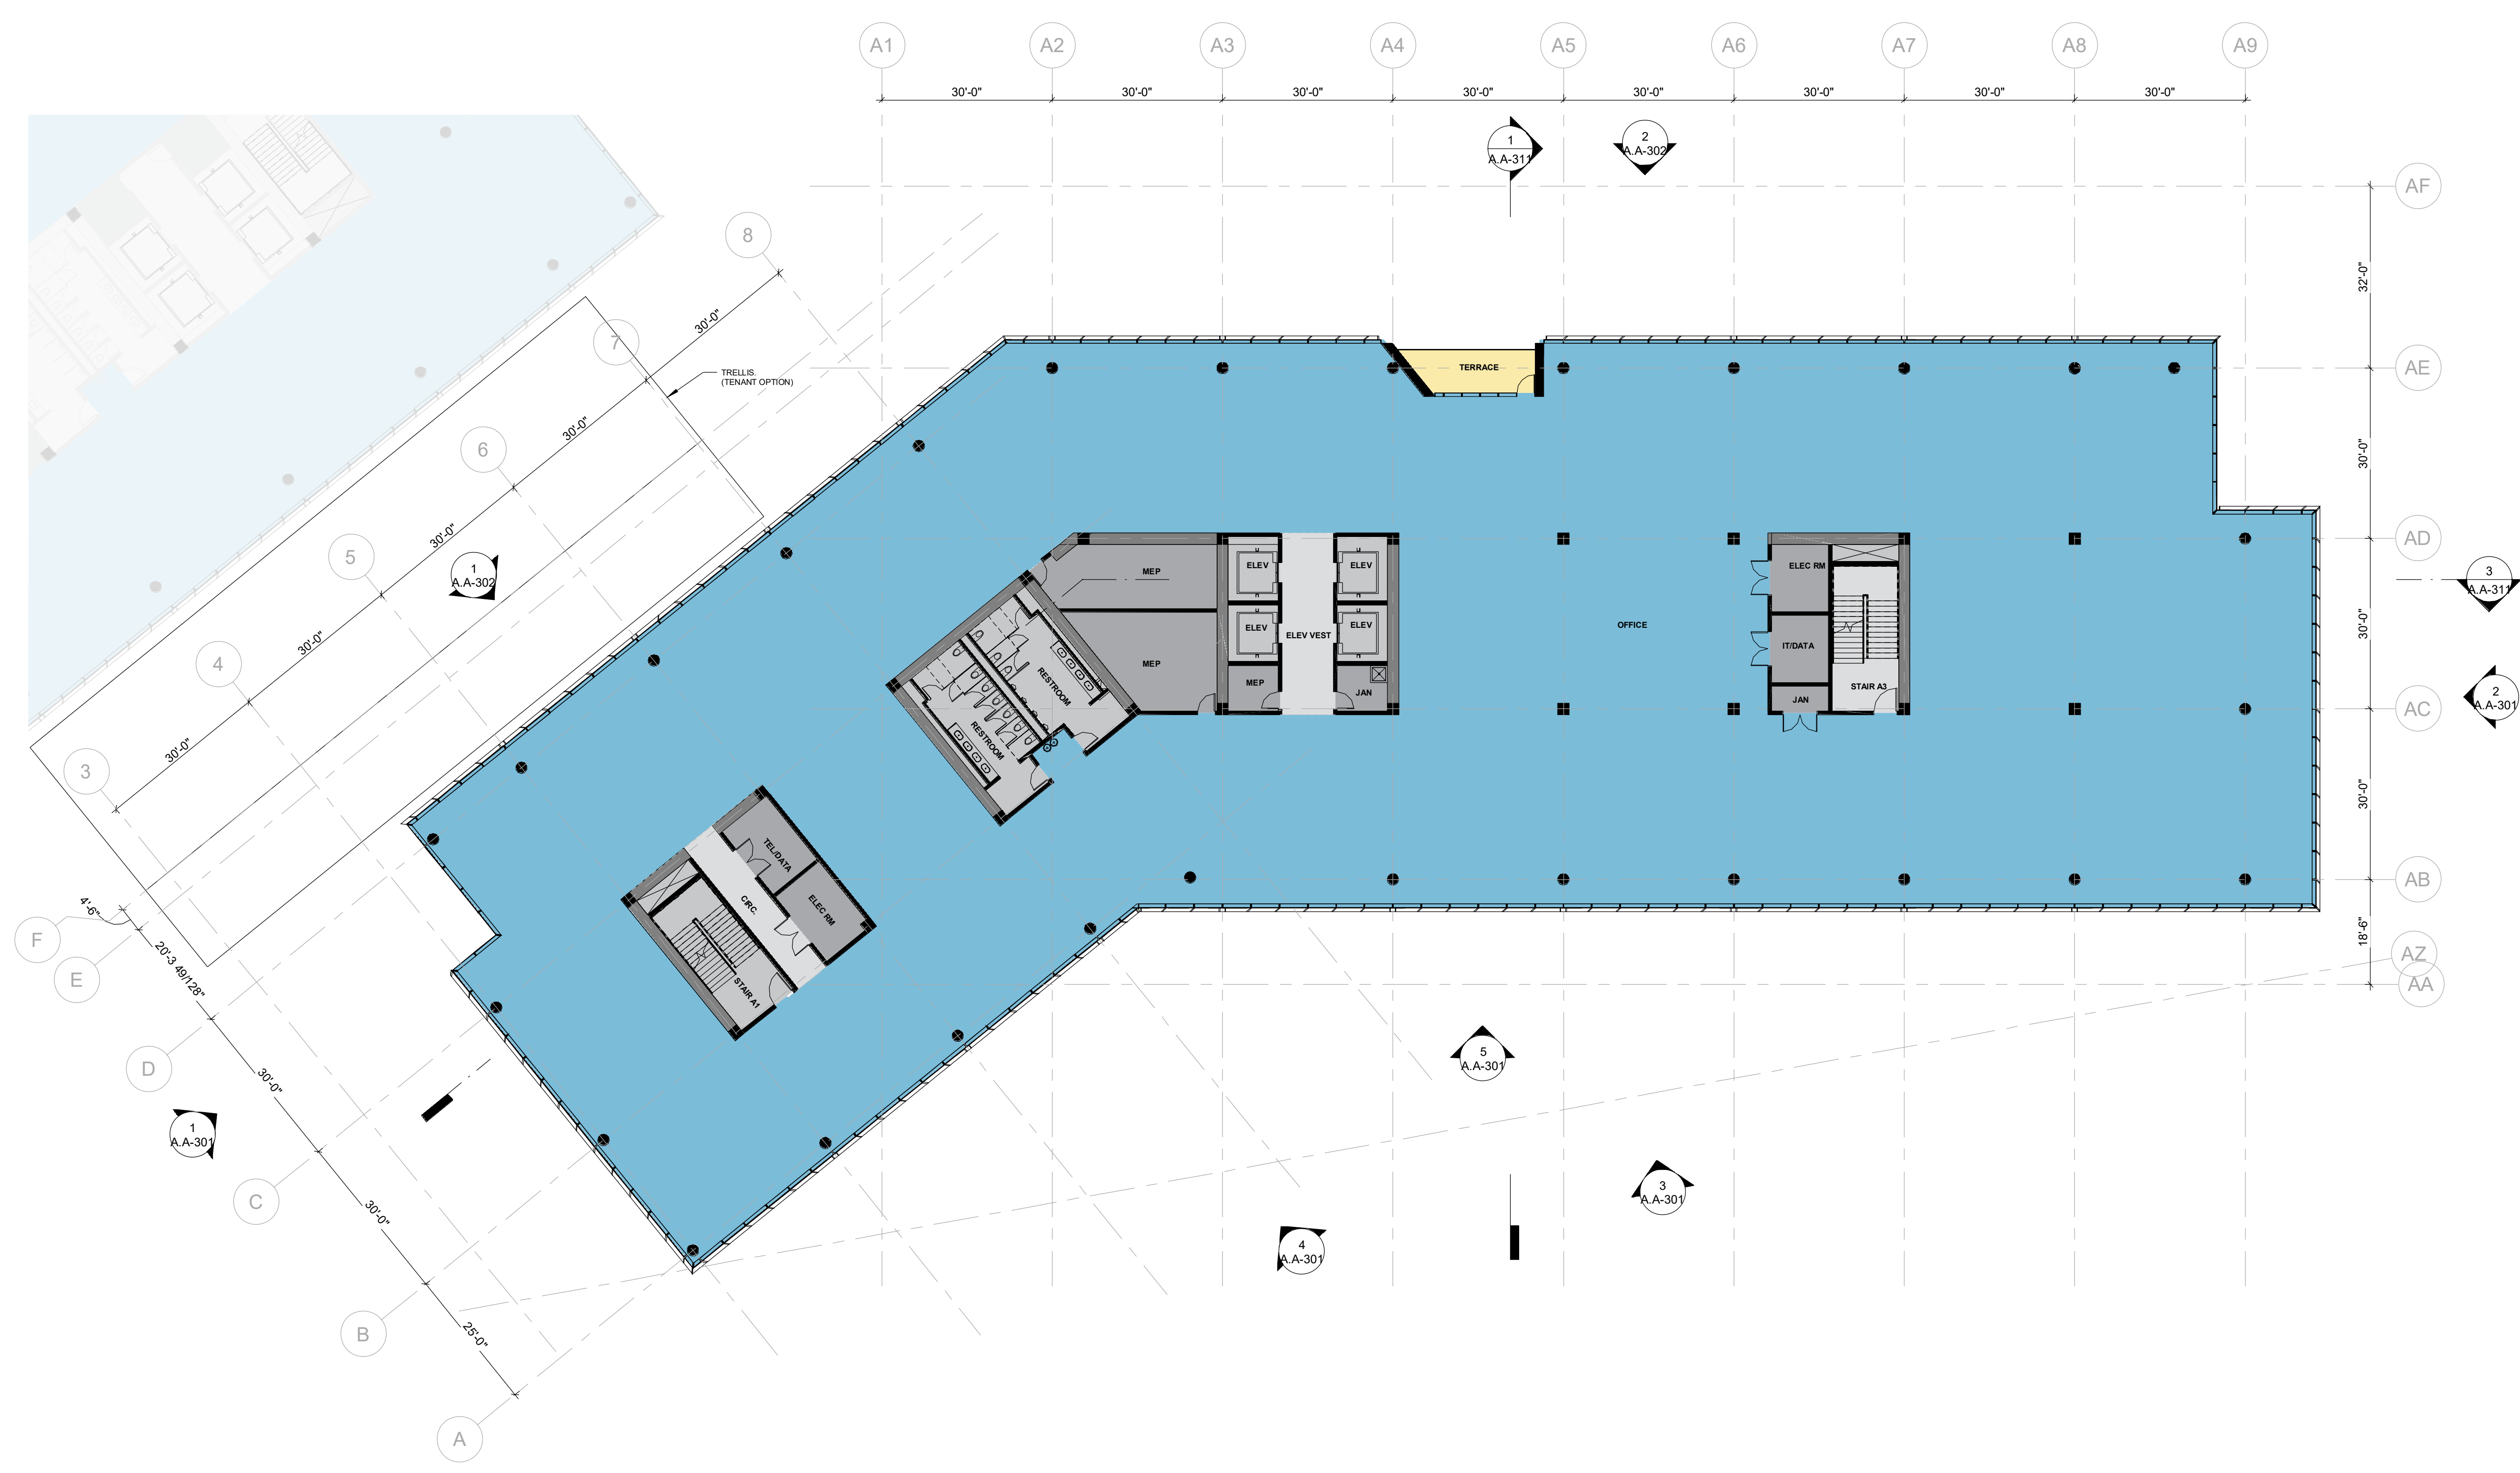 A1 A2 A3 A4 A5 A6 A7 A8 A9
30'-0" 30'-0" 30'-0" 30'-0" 30'-0" 30'-0" 30'-0" 30'-0"
1
A.A-311
2
A.A-302
AF
32'-0"
AE
30'-0"
AD
30'-0"
AC
30'-0"
AB
18'-6"
AZ
AA
3
A.A-311
2
A.A-301
8
7
6
5
4
3
30'-0"
30'-0"
30'-0"
30'-0"
30'-0"
TRELLIS.
(TENANT OPTION)
1
A.A-302
TERRACE
MEP
MEP
ELEV
ELEV
ELEV
ELEV
ELEV VEST
MEP
JAN
RESTROOM
RESTROOM
OFFICE
ELEC RM
IT/DATA
JAN
STAIR A3
TEL/DATA
CIRC.
ELEC RM
STAIR A1
4'-6"
20'-3 49/128"
30'-0"
30'-0"
25'-0"
F
E
D
C
B
A
1
A.A-301
5
A.A-301
3
A.A-301
4
A.A-301